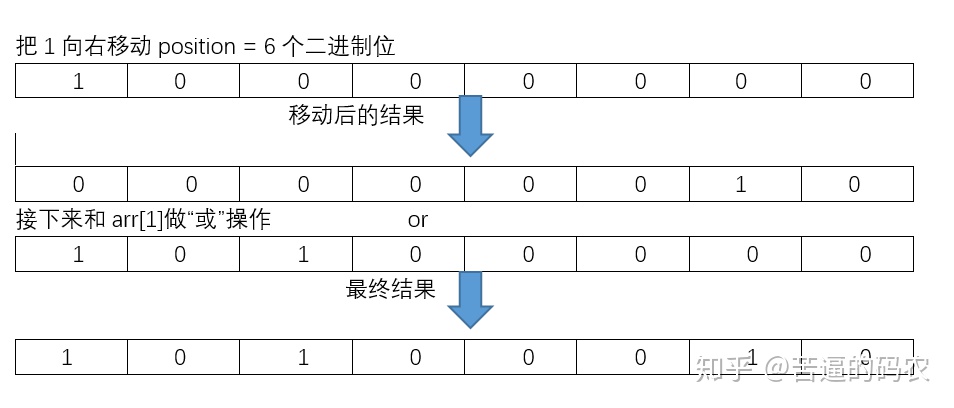 把 1 向右移动 position = 6 个二进制位
1 0 0 0 0 0 0 0
移动后的结果
0 0 0 0 0 0 1 0
接下来和 arr[1]做“或”操作 or
1 0 1 0 0 0 0 0
最终结果
1 0 1 0 0 0 1 0
知乎 @苦逼的码农